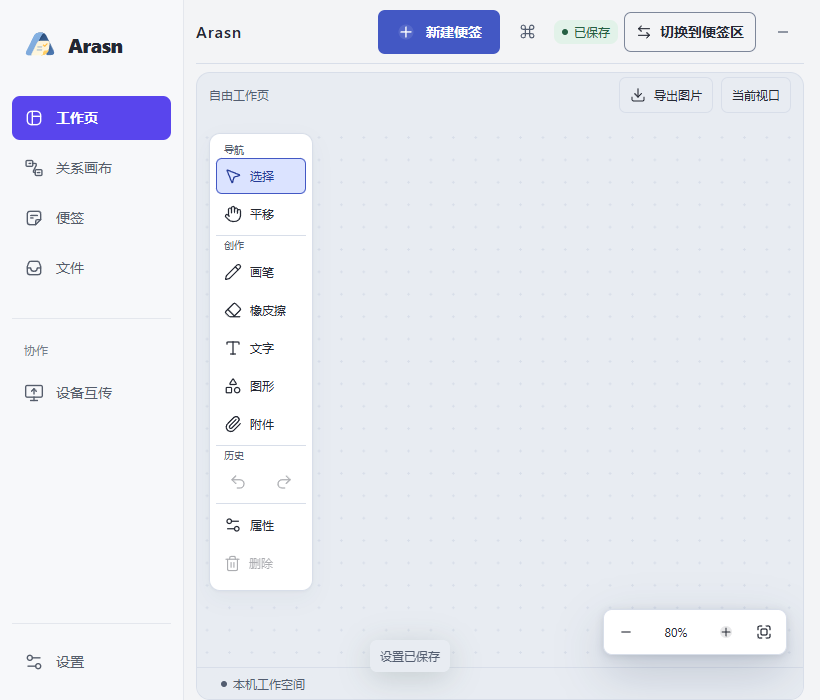 Arasn
工作页
关系画布
便签
文件
协作
设备互传
设置
Arasn
新建便签
已保存
切换到便签区
自由工作页
导出图片
当前视口
导航
选择
平移
创作
画笔
橡皮擦
文字
图形
附件
历史
属性
删除
80%
设置已保存
本机工作空间